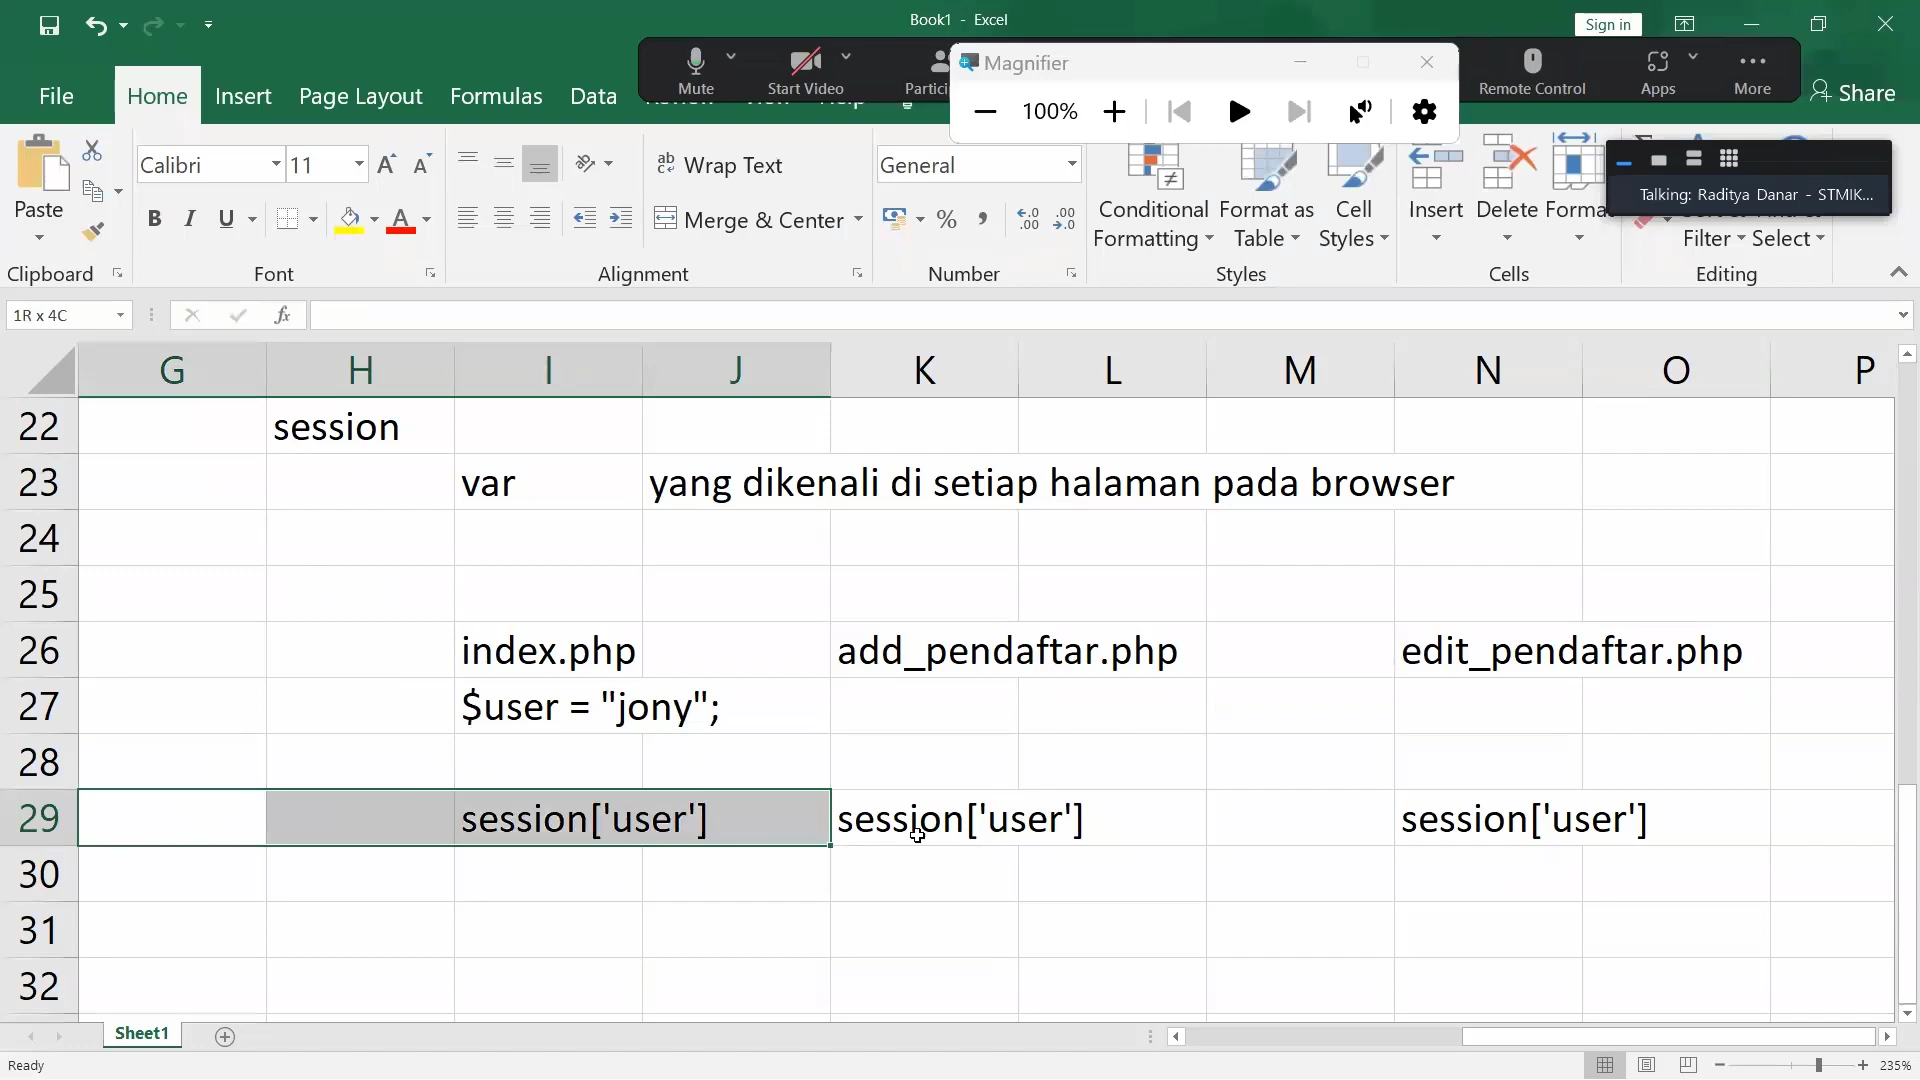 Book1 - Excel
Sign in
Mute
Start Video
Remote Control
Apps
More
Magnifier
100%
File
Home
Insert
Page Layout
Formulas
Data
Share
Talking: Raditya Danar - STMIK...
Paste
Calibri
11
B I U
A
ab
Wrap Text
Merge & Center
General
%
Conditional Formatting
Format as Table
Cell Styles
Insert
Delete
Filter
Select
Clipboard
Font
Alignment
Number
Styles
Cells
Editing
1R x 4C
fx
G H I J K L M N O P
22 session
23 var yang dikenali di setiap halaman pada browser
24
25
26 index.php add_pendaftar.php edit_pendaftar.php
27 $user = "jony";
28
29 session['user'] session['user'] session['user']
30
31
32
Sheet1
Ready
235%